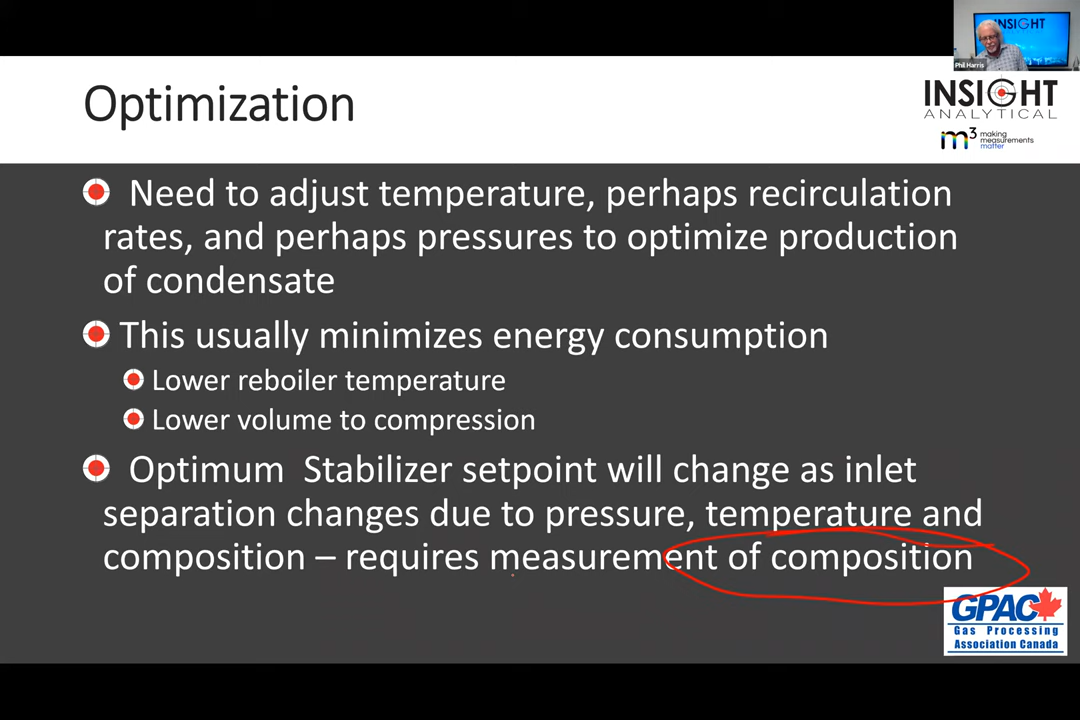 INSIGHT
Phil Harris
Optimization
INSIGHT
ANALYTICAL
m3 making
measurements
matter
Need to adjust temperature, perhaps recirculation
rates, and perhaps pressures to optimize production
of condensate
This usually minimizes energy consumption
Lower reboiler temperature
Lower volume to compression
Optimum Stabilizer setpoint will change as inlet
separation changes due to pressure, temperature and
composition – requires measurement of composition
GPAC
Gas Processing
Association Canada